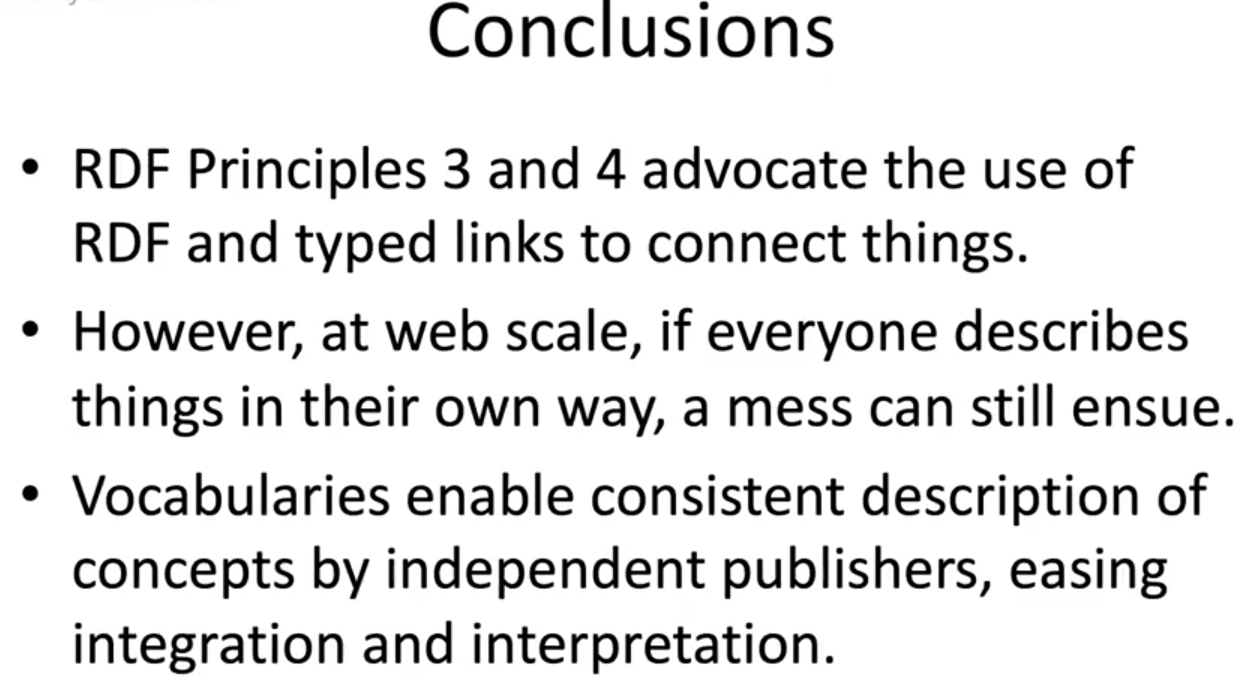 Conclusions
• RDF Principles 3 and 4 advocate the use of
RDF and typed links to connect things.
• However, at web scale, if everyone describes
things in their own way, a mess can still ensue.
• Vocabularies enable consistent description of
concepts by independent publishers, easing
integration and interpretation.